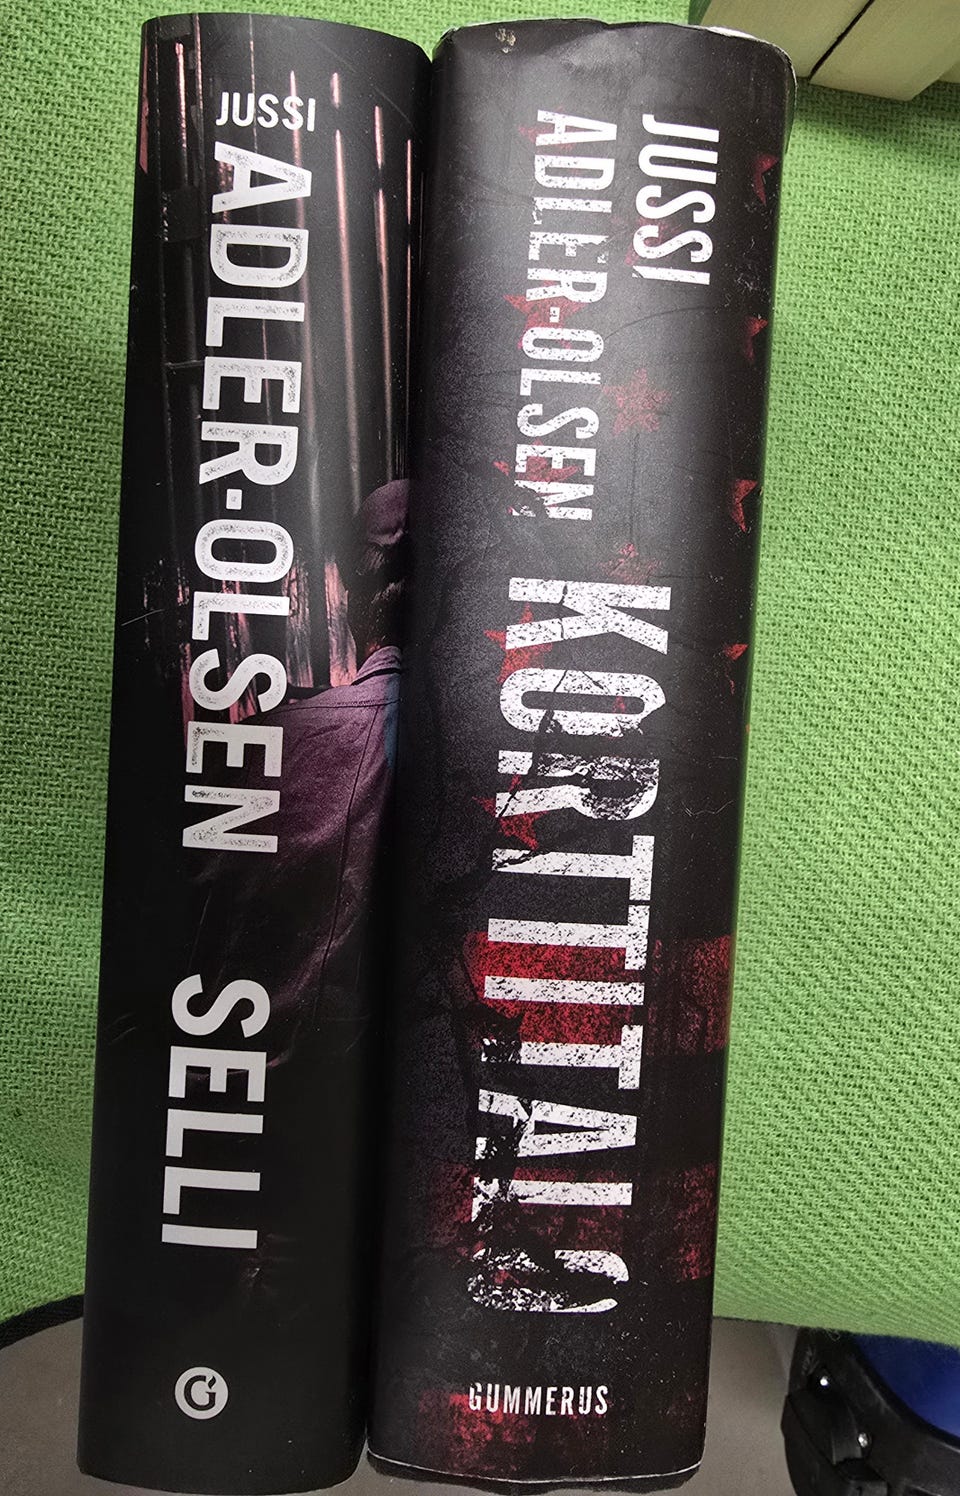 JUSSI
ADLER-OLSEN SELLI
G
JUSSI
ADLER-OLSEN
KORTTITALO
GUMMERUS